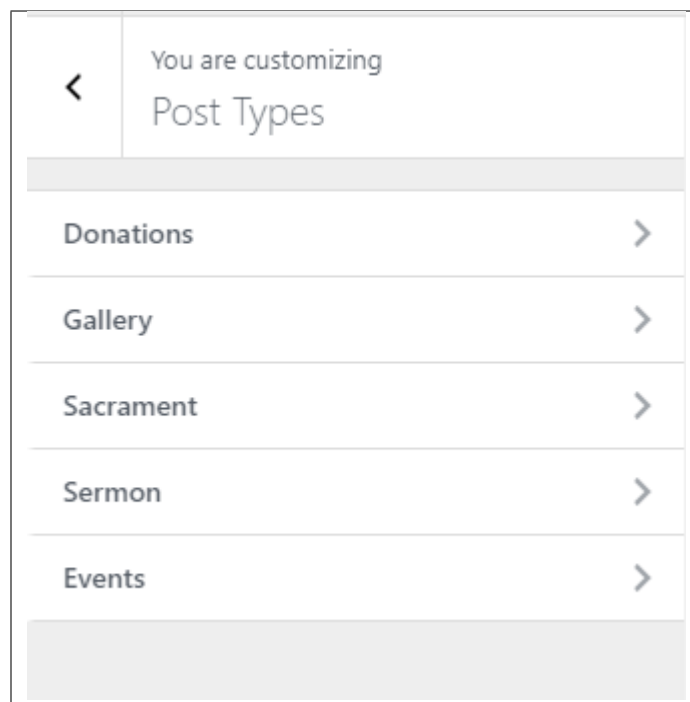 You are customizing
Post Types
Donations
Gallery
Sacrament
Sermon
Events